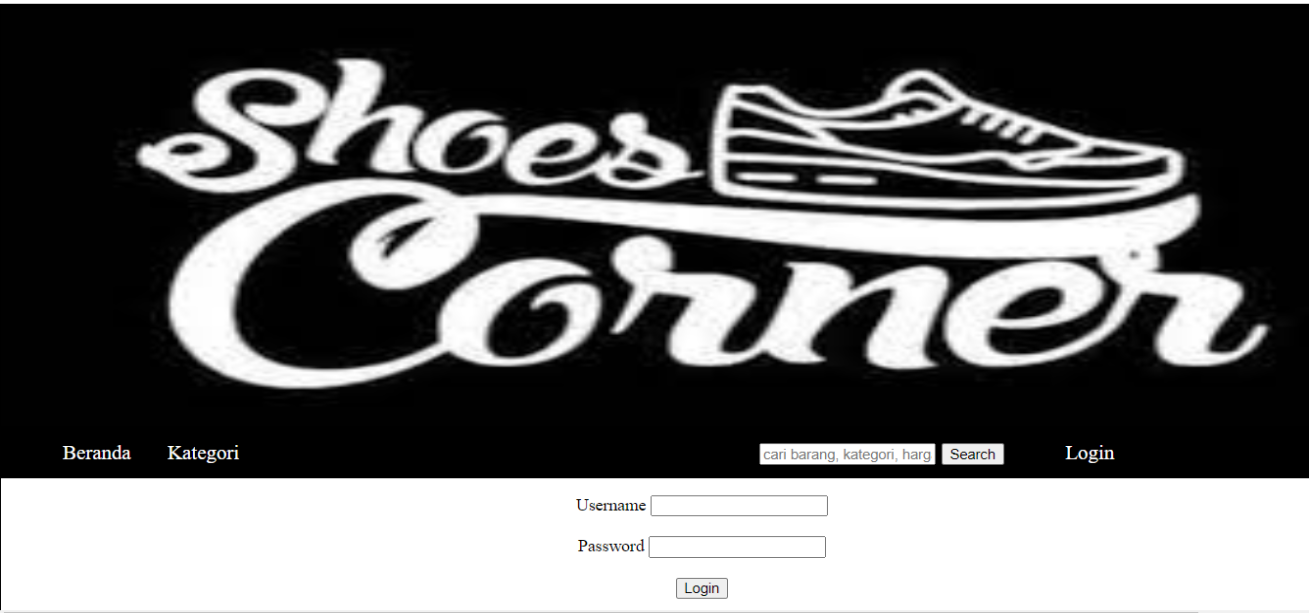 Shoes
Corner
Beranda Kategori cari barang, kategori, harg Search Login
Username
Password
Login